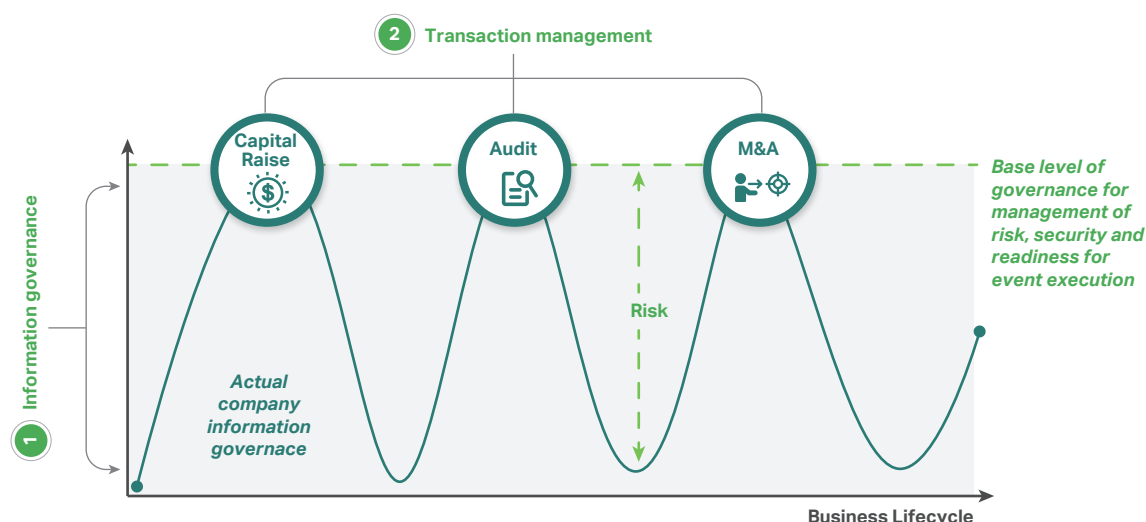 2 Transaction management
Capital
Raise
$
Audit
M&A
Base level of
governance for
management of
risk, security and
readiness for
event execution
1 Information governance
Risk
Actual
company
information
governace
Business Lifecycle